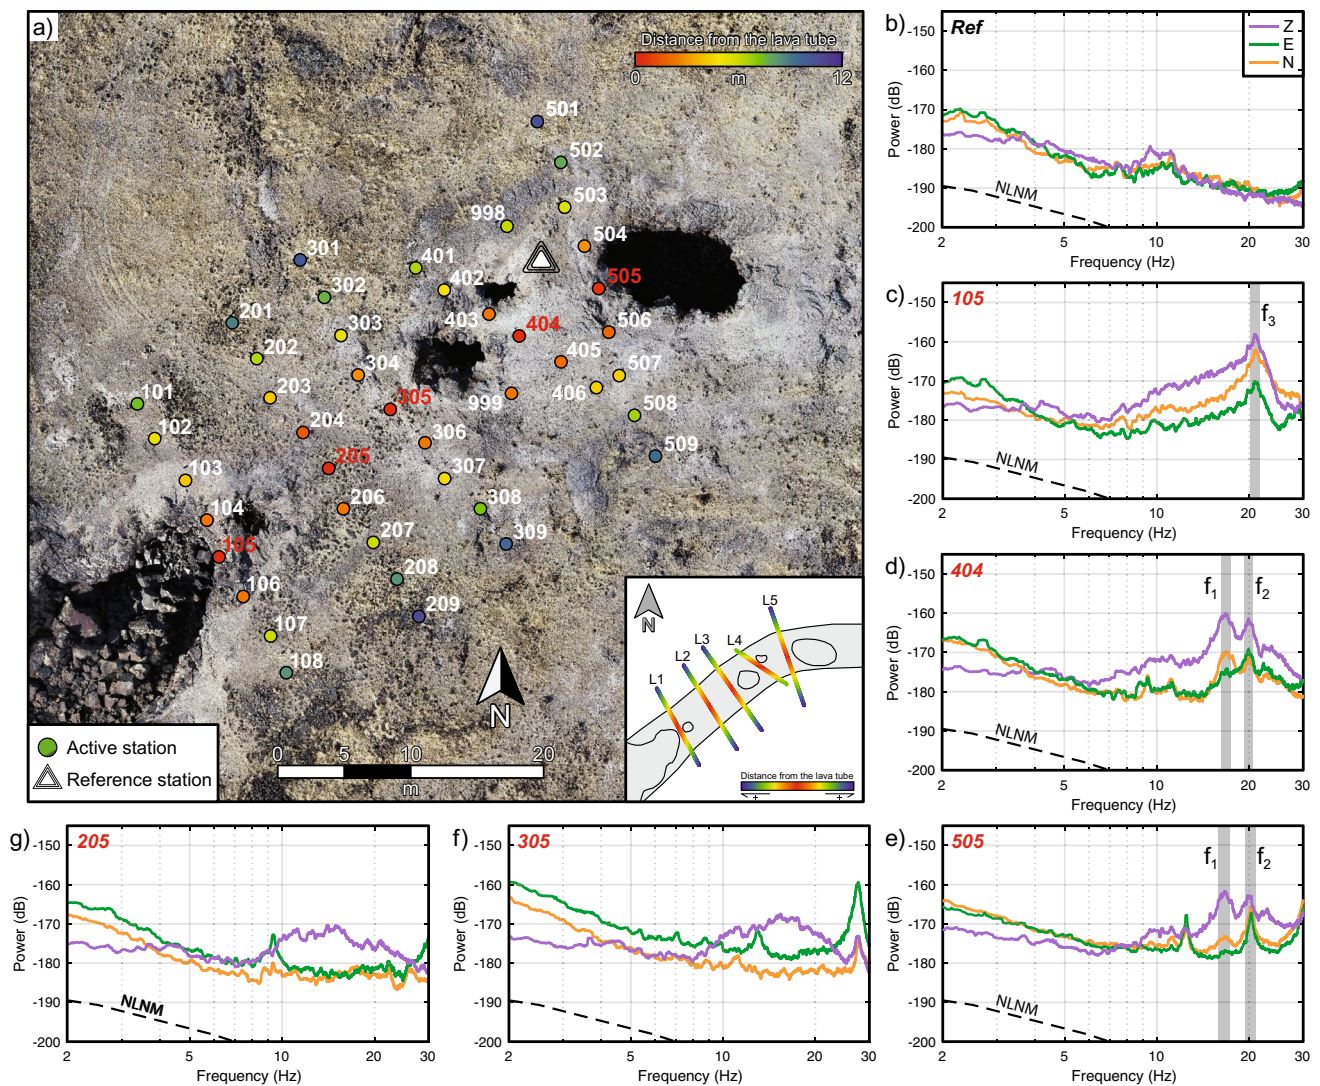 a)
Distance from the lava tube
0 m 12
501
502
503
998
504
301
401
505
402
302
201
403
404
506
303
202
405
507
304
406
101
203
305
999
508
102
204
306
509
205
103
307
104
206
308
207
309
105
208
106
209
107
108
N
0 5 10 20
m
Active station
Reference station
N
L1
L2
L3
L4
L5
Distance from the lava tube
+ +
b)
Ref
Z
E
N
Power (dB)
-150
-160
-170
-180
-190
-200
NLNM
2 5 10 20 30
Frequency (Hz)
c)
105
f3
Power (dB)
-150
-160
-170
-180
-190
-200
NLNM
2 5 10 20 30
Frequency (Hz)
d)
404
f1 f2
Power (dB)
-150
-160
-170
-180
-190
-200
NLNM
2 5 10 20 30
Frequency (Hz)
g)
205
Power (dB)
-150
-160
-170
-180
-190
-200
NLNM
2 5 10 20 30
Frequency (Hz)
f)
305
Power (dB)
-150
-160
-170
-180
-190
-200
NLNM
2 5 10 20 30
Frequency (Hz)
e)
505
f1 f2
Power (dB)
-150
-160
-170
-180
-190
-200
NLNM
2 5 10 20 30
Frequency (Hz)